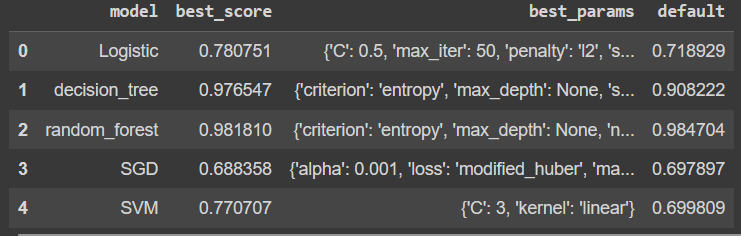 model best_score best_params default
0 Logistic 0.780751 {'C': 0.5, 'max_iter': 50, 'penalty': 'l2', 's... 0.718929
1 decision_tree 0.976547 {'criterion': 'entropy', 'max_depth': None, 's... 0.908222
2 random_forest 0.981810 {'criterion': 'entropy', 'max_depth': None, 'n... 0.984704
3 SGD 0.688358 {'alpha': 0.001, 'loss': 'modified_huber', 'ma... 0.697897
4 SVM 0.770707 {'C': 3, 'kernel': 'linear'} 0.699809